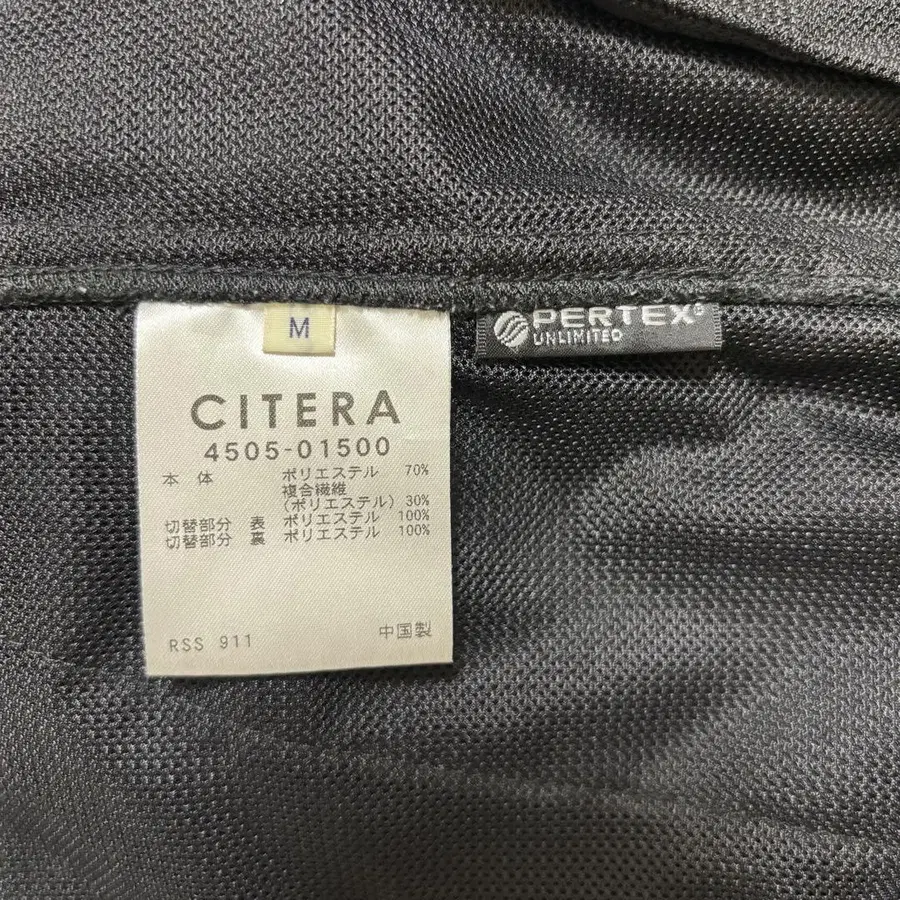 M
PERTEX®
UNLIMITED
CITERA
4505-01500
本 体 ポリエステル 70%
複合繊維
(ポリエステル) 30%
切替部分 表 ポリエステル 100%
切替部分 裏 ポリエステル 100%
RSS 911 中国製